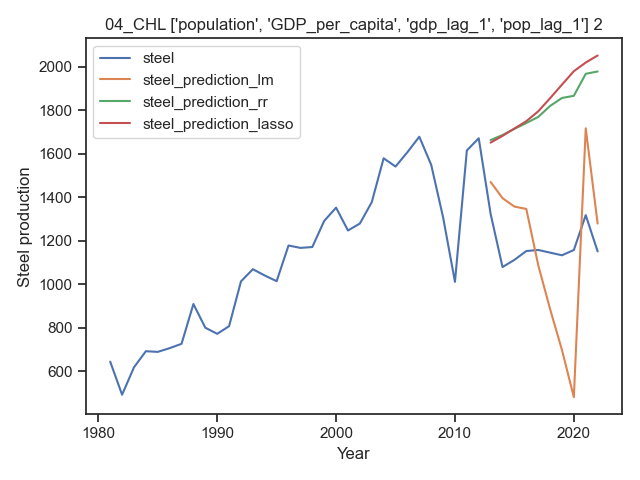 04_CHL ['population', 'GDP_per_capita', 'gdp_lag_1', 'pop_lag_1'] 2
steel
steel_prediction_lm
steel_prediction_rr
steel_prediction_lasso
Steel production
2000
1800
1600
1400
1200
1000
800
600
1980
1990
2000
2010
2020
Year